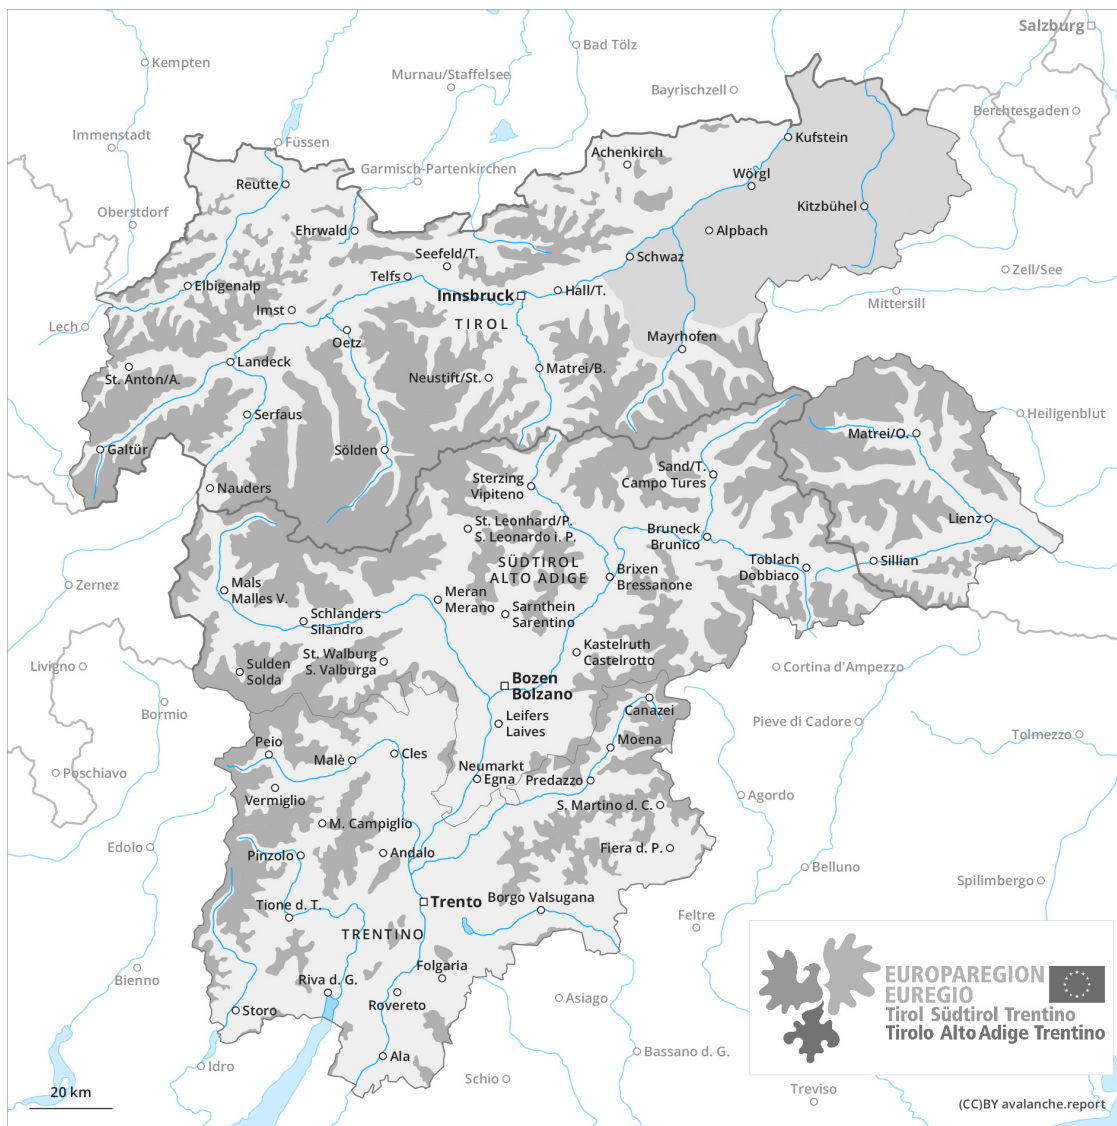 Salzburg
Bad Tölz
Kempten
Murnau/Staffelsee
Bayrischzell
Berchtesgaden
Immenstadt
Füssen
Kufstein
Achenkirch
Garmisch-Partenkirchen
Wörgl
Reutte
Kitzbühel
Oberstdorf
Ehrwald
Alpbach
Seefeld/T.
Schwaz
Zell/See
Telfs
Elbigenalp
Hall/T.
Mittersill
Innsbruck
Imst
TIROL
Lech
Oetz
Mayrhofen
Landeck
Matrei/B.
St. Anton/A.
Neustift/St.
Serfaus
Heiligenblut
Matrei/O.
Galtür
Sölden
Sand/T.
Campo Tures
Sterzing
Vipiteno
Nauders
Lienz
St. Leonhard/P.
S. Leonardo i. P.
Bruneck
Brunico
SÜDTIROL
ALTO ADIGE
Toblach
Dobbiaco
Sillian
Brixen
Bressanone
Zernez
Mals
Malles V.
Meran
Merano
Sarnthein
Sarentino
Schlanders
Silandro
Kastelruth
Castelrotto
St. Walburg
S. Valburga
Livigno
Sulden
Solda
Cortina d'Ampezzo
Bozen
Bolzano
Canazei
Bormio
Leifers
Laives
Pieve di Cadore
Tolmezzo
Peio
Moena
Malè
Cles
Poschiavo
Neumarkt
Egna
Predazzo
Vermiglio
Agordo
S. Martino d. C.
M. Campiglio
Edolo
Pinzolo
Andalo
Fiera d. P.
Belluno
Spilimbergo
Tione d. T.
Trento
Borgo Valsugana
Feltre
TRENTINO
Bienno
Folgaria
EUROPAREGION
EUREGIO
Tirol Südtirol Trentino
Tirolo Alto Adige Trentino
Riva d. G.
Rovereto
Asiago
Storo
Ala
Bassano d. G.
Idro
Schio
Treviso
20 km
(CC)BY avalanche.report